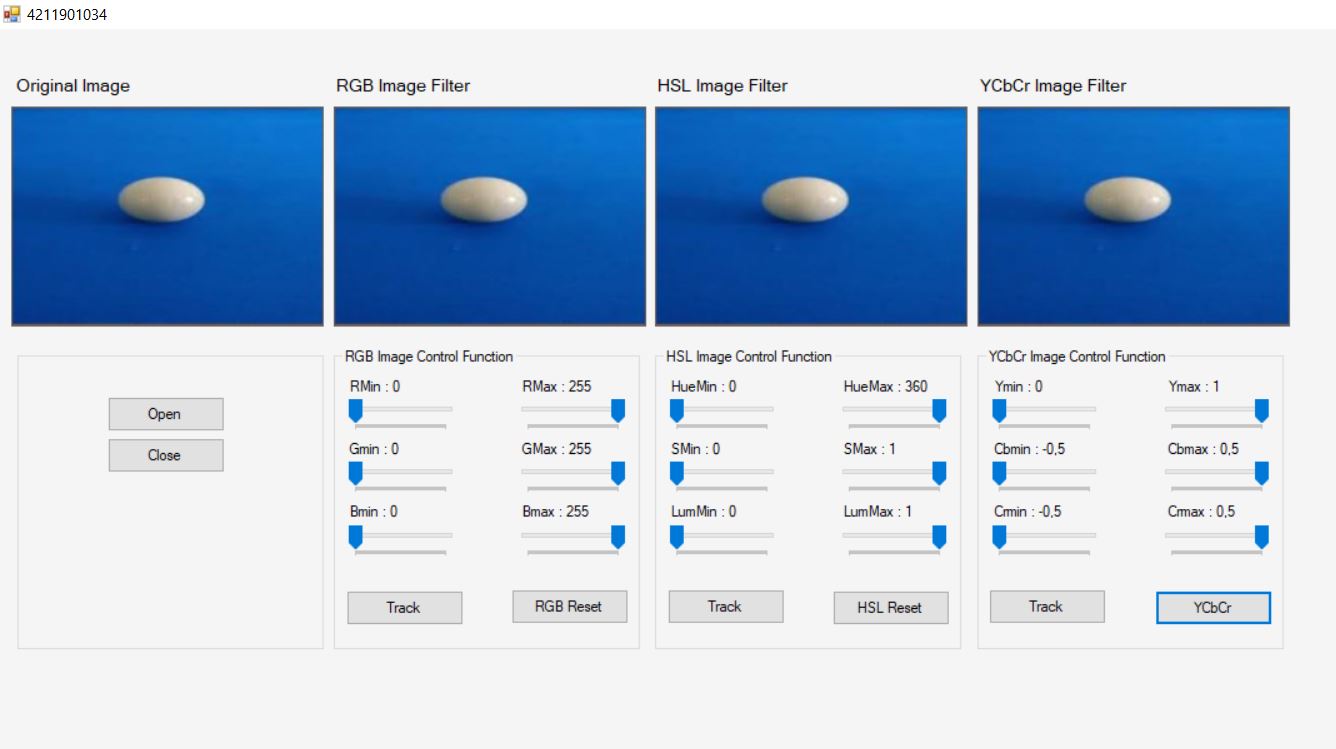 4211901034
Original Image
RGB Image Filter
HSL Image Filter
YCbCr Image Filter
Open
Close
RGB Image Control Function
RMin : 0
RMax : 255
Gmin : 0
GMax : 255
Bmin : 0
Bmax : 255
Track
RGB Reset
HSL Image Control Function
HueMin : 0
HueMax : 360
SMin : 0
SMax : 1
LumMin : 0
LumMax : 1
Track
HSL Reset
YCbCr Image Control Function
Ymin : 0
Ymax : 1
Cbmin : -0,5
Cbmax : 0,5
Crmin : -0,5
Crmax : 0,5
Track
YCbCr